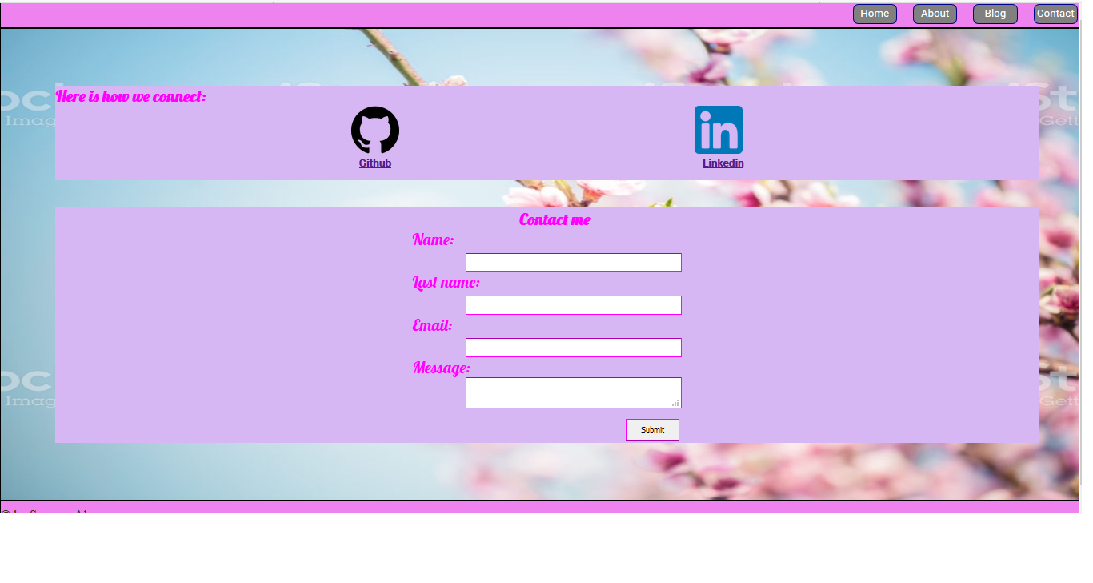 Home About Blog Contact
Here is how we connect:
Github Linkedin
Contact me
Name:
Last name:
Email:
Message:
Submit